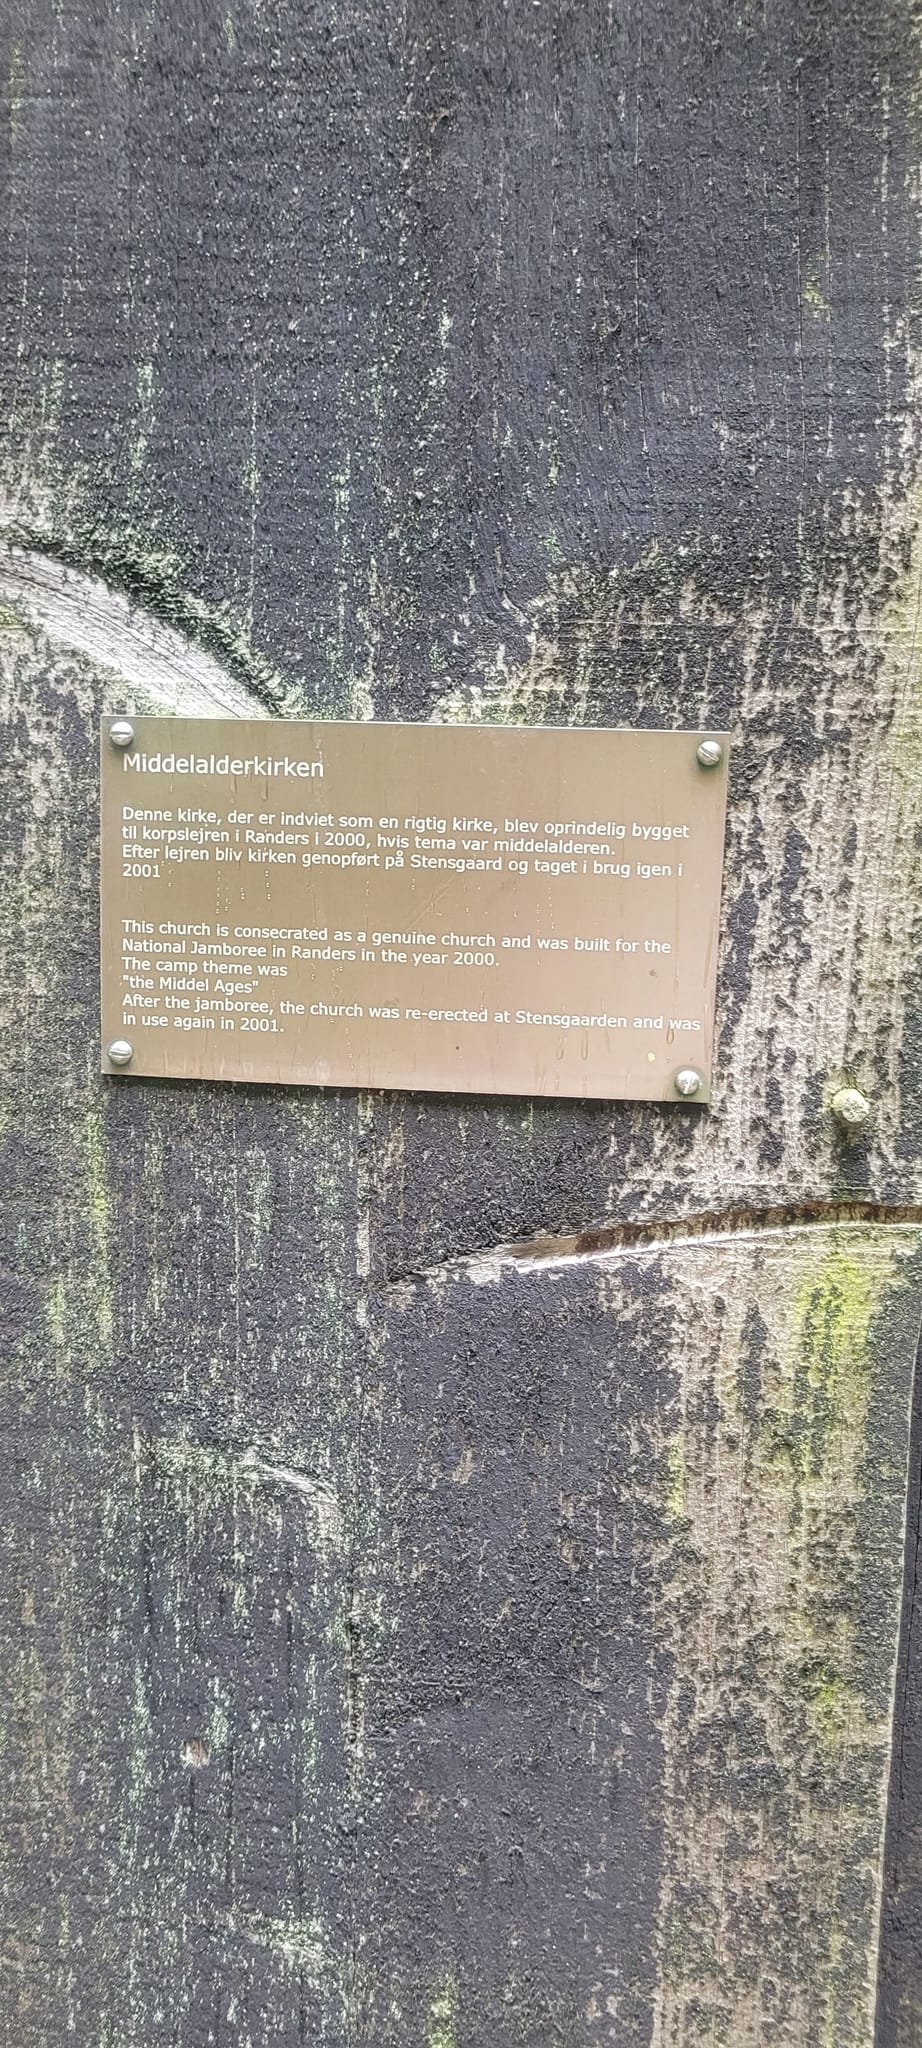 Middelalderkirken
Denne kirke, der er indviet som en rigtig kirke, blev oprindelig bygget
til korpslejren i Randers i 2000, hvis tema var middelalderen.
Efter lejren bliv kirken genopført på Stensgaard og taget i brug igen i
2001
This church is consecrated as a genuine church and was built for the
National Jamboree in Randers in the year 2000.
The camp theme was
"the Middel Ages"
After the jamboree, the church was re-erected at Stensgaarden and was
in use again in 2001.